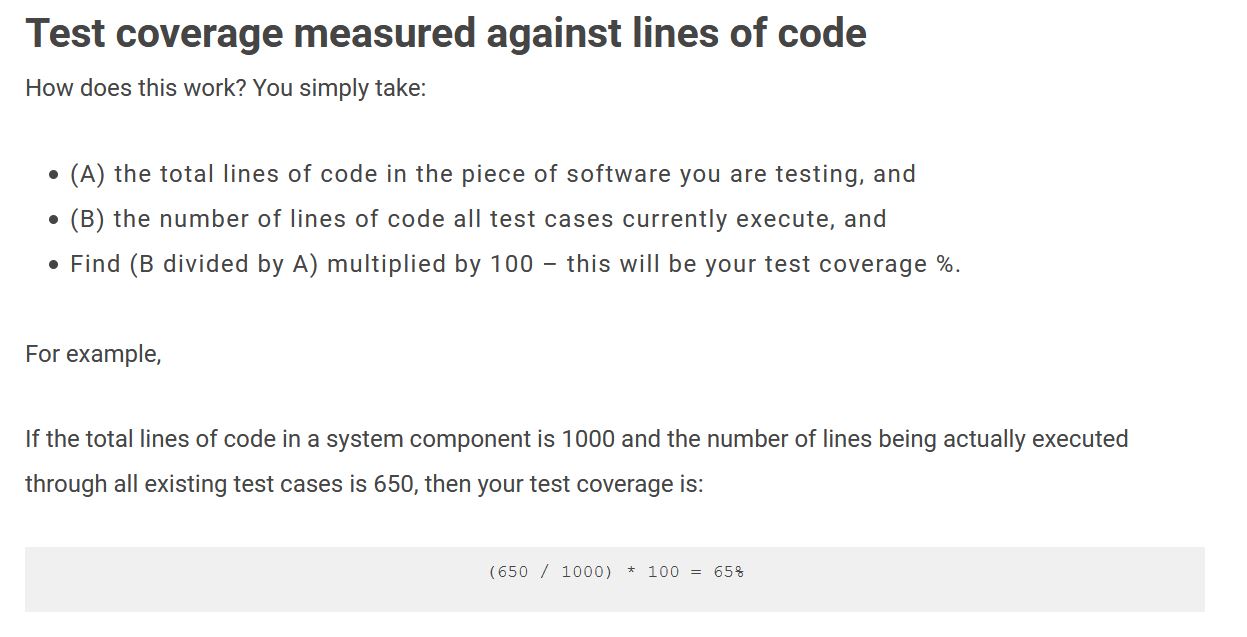 Test coverage measured against lines of code
How does this work? You simply take:
• (A) the total lines of code in the piece of software you are testing, and
• (B) the number of lines of code all test cases currently execute, and
• Find (B divided by A) multiplied by 100 – this will be your test coverage %.
For example,
If the total lines of code in a system component is 1000 and the number of lines being actually executed
through all existing test cases is 650, then your test coverage is:
(650 / 1000) * 100 = 65%